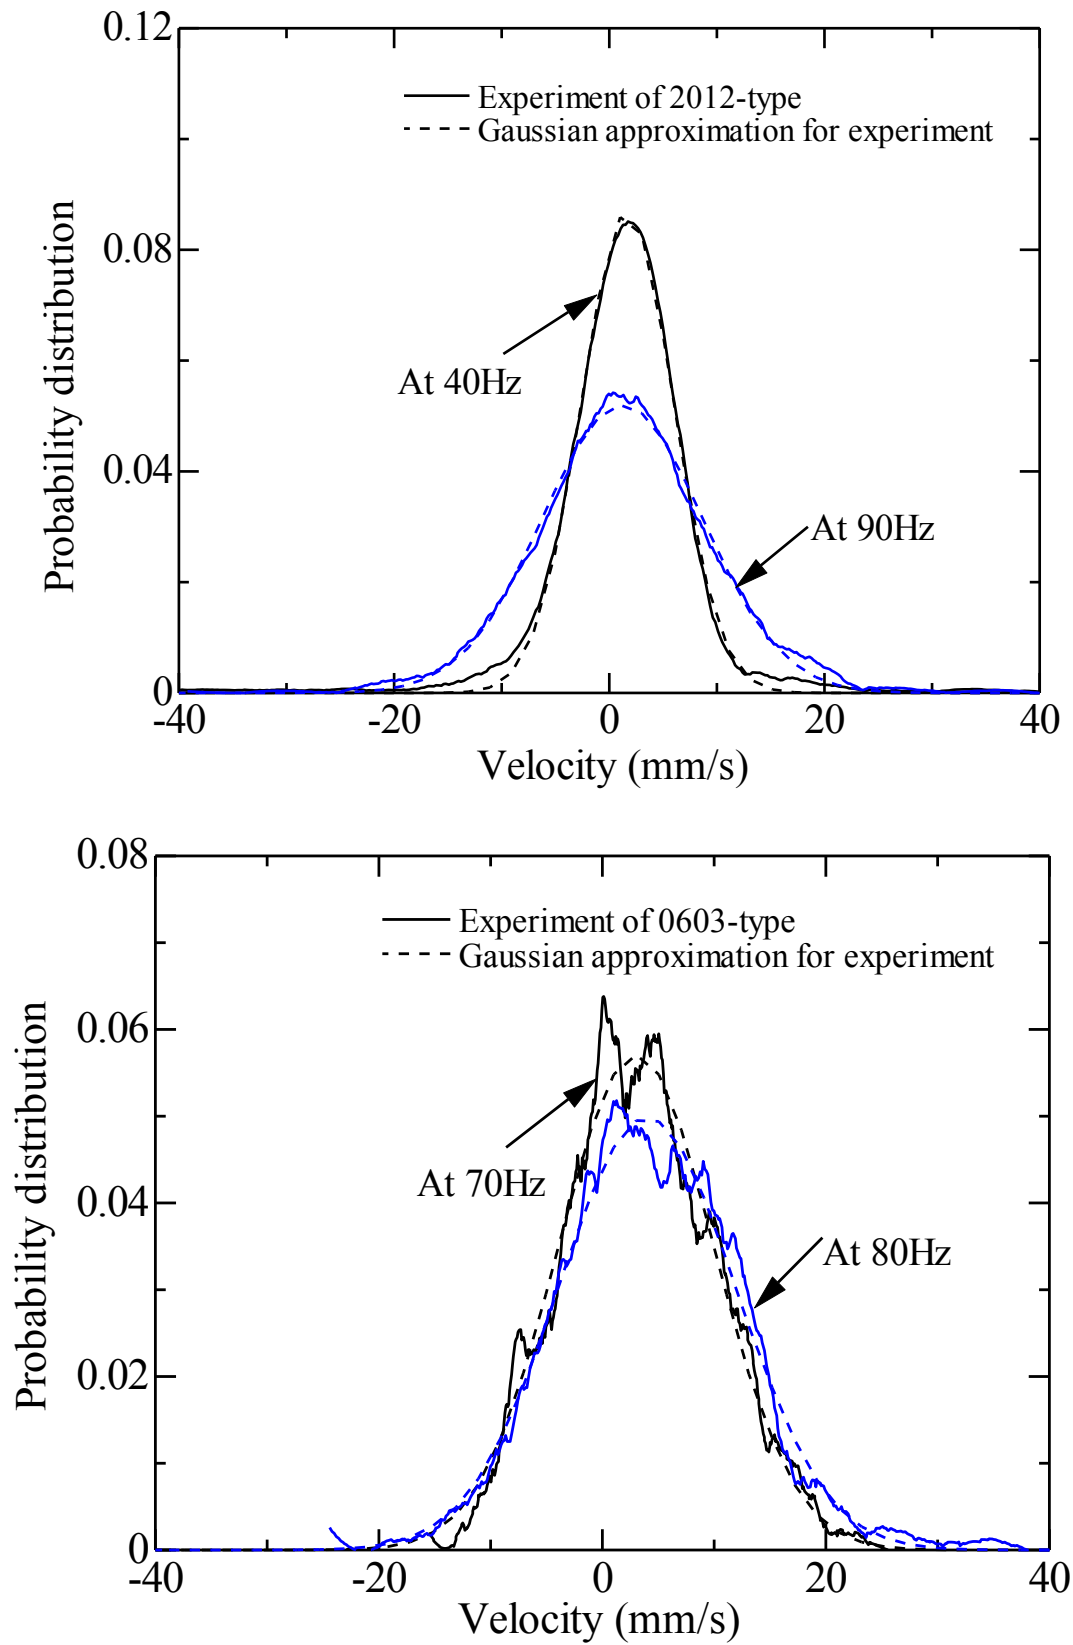 0.12
Experiment of 2012-type
Gaussian approximation for experiment
Probability distribution
0.08
At 40Hz
0.04
At 90Hz
0
-40 -20 0 20 40
Velocity (mm/s)
0.08
Experiment of 0603-type
Gaussian approximation for experiment
Probability distribution
0.06
At 70Hz
0.04
At 80Hz
0.02
0
-40 -20 0 20 40
Velocity (mm/s)